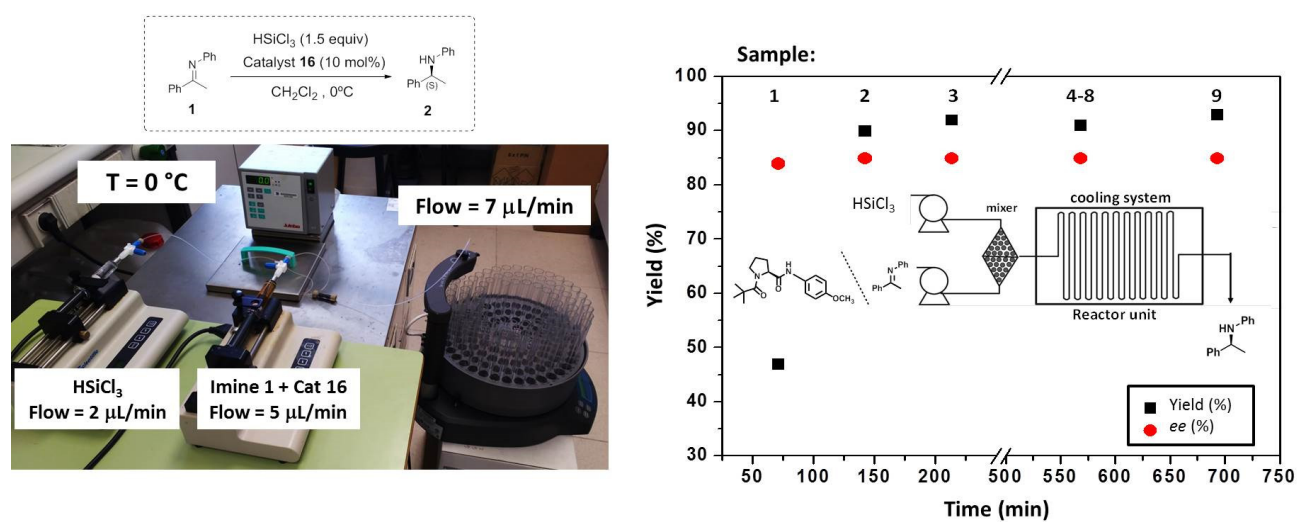 HSiCl₃ (1.5 equiv)
Catalyst 16 (10 mol%)
CH₂Cl₂ , 0ºC
N
Ph
Ph
1
HN
Ph
Ph
(S)
2
T = 0 °C
Flow = 7 μL/min
HSiCl₃
Flow = 2 μL/min
Imine 1 + Cat 16
Flow = 5 μL/min
Sample:
1
2
3
4-8
9
100
90
80
70
60
50
40
30
Yield (%)
HSiCl₃
mixer
cooling system
Reactor unit
N
O
O
H
N
OCH₃
N
Ph
Ph
HN
Ph
Ph
Yield (%)
ee (%)
50
100
150
200
500
550
600
650
700
750
Time (min)